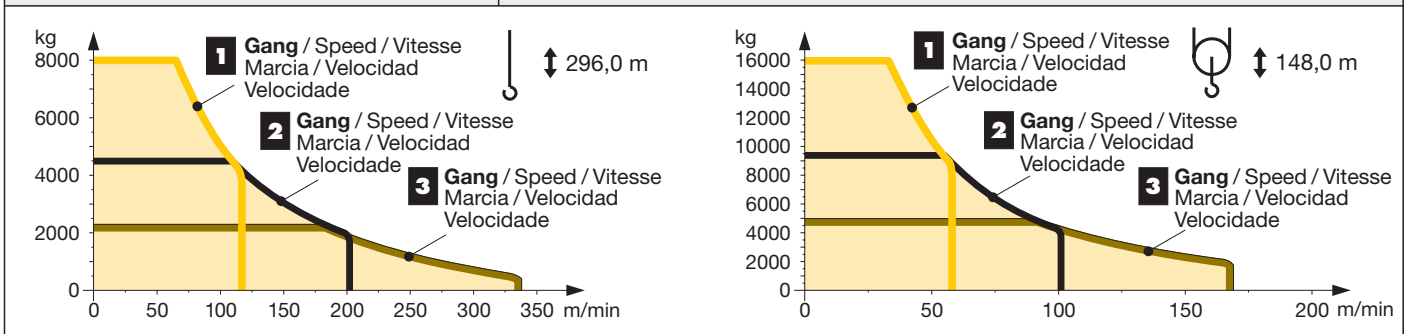 kg
8000
6000
4000
2000
0
0 50 100 150 200 250 300 350 m/min
1 Gang / Speed / Vitesse
Marcia / Velocidad
Velocidade
2 Gang / Speed / Vitesse
Marcia / Velocidad
Velocidade
3 Gang / Speed / Vitesse
Marcia / Velocidad
Velocidade
296,0 m
kg
16000
14000
12000
10000
8000
6000
4000
2000
0
0 50 100 150 200 m/min
1 Gang / Speed / Vitesse
Marcia / Velocidad
Velocidade
2 Gang / Speed / Vitesse
Marcia / Velocidad
Velocidade
3 Gang / Speed / Vitesse
Marcia / Velocidad
Velocidade
148,0 m